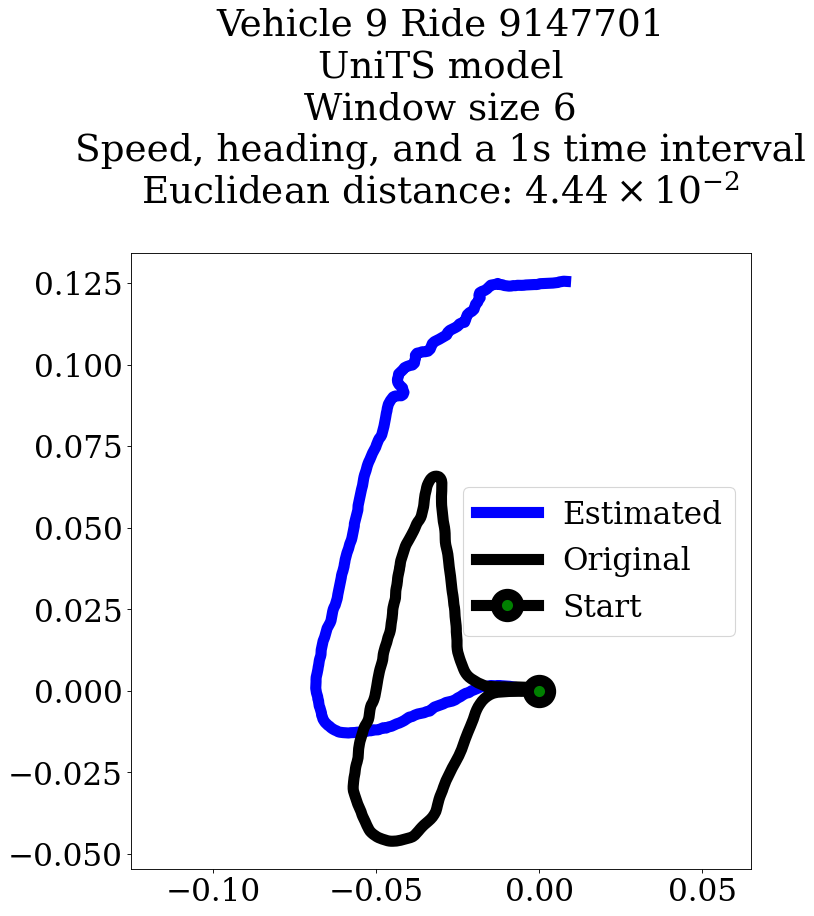 Vehicle 9 Ride 9147701
UniTS model
Window size 6
Speed, heading, and a 1s time interval
Euclidean distance: 4.44 × 10⁻²
0.125
0.100
0.075
0.050
0.025
0.000
−0.025
−0.050
Estimated
Original
Start
−0.10
−0.05
0.00
0.05